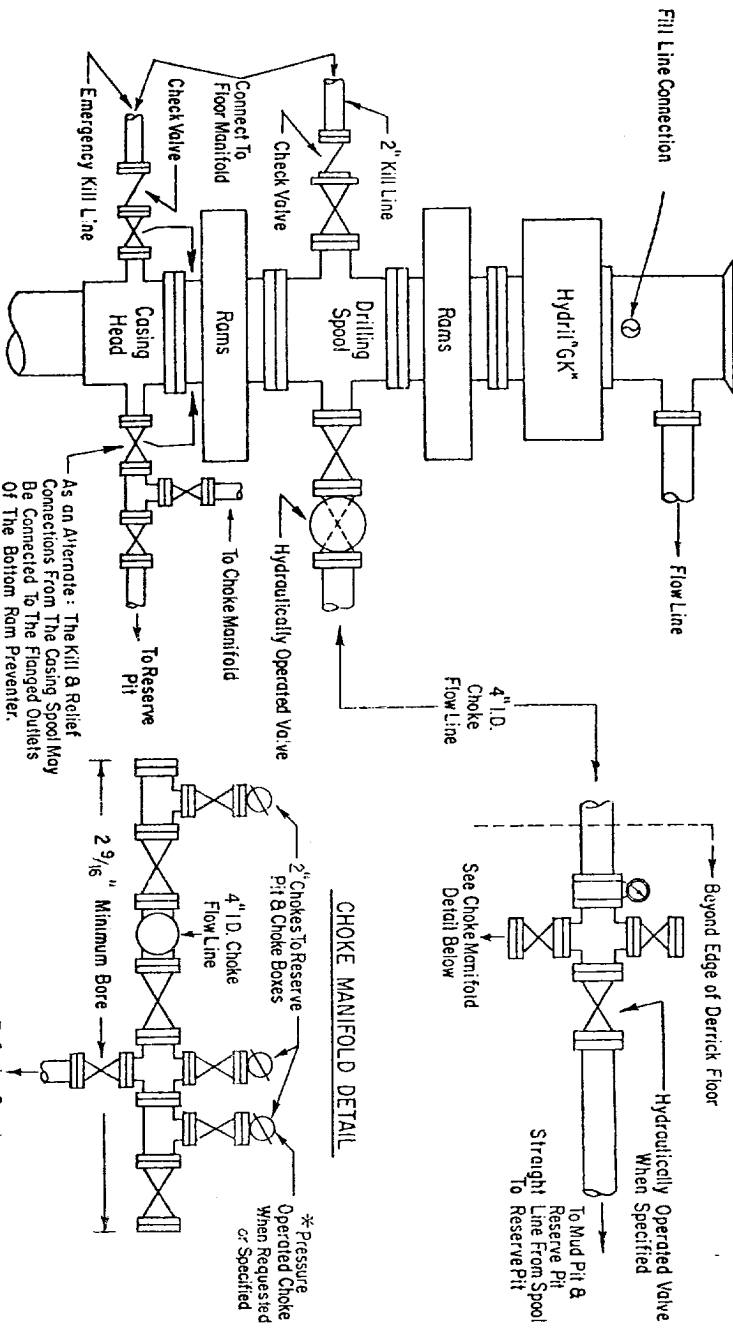 Fill Line Connection
Flow Line
Hydril "GK"
Rams
2" Kill Line
Check Valve
Drilling
Spool
Hydraulically Operated Valve
4" I.D.
Choke
Flow Line
Connect To
Floor Manifold
Rams
Check Valve
Emergency Kill Line
Casing
Head
To Choke Manifold
To Reserve
Pit
As an Alternate: The Kill & Relief
Connections From The Casing Spool May
Be Connected To The Flanged Outlets
Of The Bottom Ram Preventer.
Beyond Edge of Derrick Floor
Hydraulically Operated Valve
When Specified
To Mud Pit &
Reserve Pit
Straight Line From Spool
To Reserve Pit
See Choke Manifold
Detail Below
CHOKE MANIFOLD DETAIL
2" Chokes To Reserve
Pit & Choke Boxes
4" I.D. Choke
Flow Line
* Pressure
Operated Choke
When Requested
or Specified
2 9/16" Minimum Bore